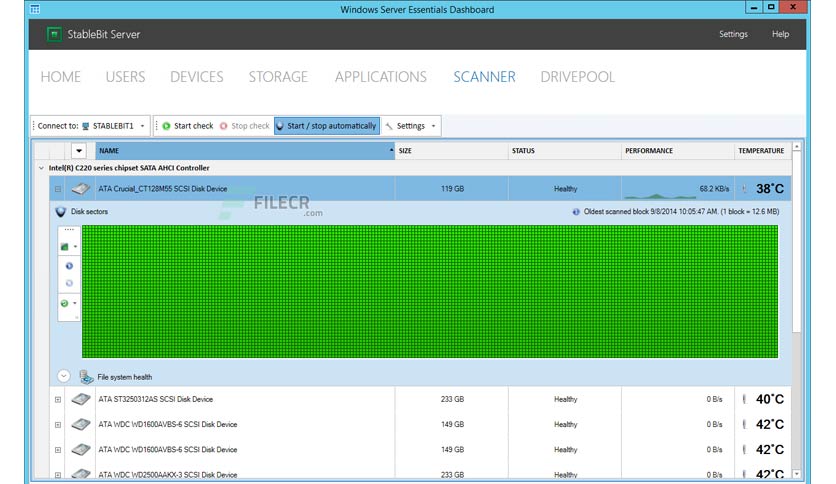 Windows Server Essentials Dashboard
StableBit Server Settings Help
HOME USERS DEVICES STORAGE APPLICATIONS SCANNER DRIVEPOOL
Connect to: STABLEBIT1 Start check Stop check Start / stop automatically Settings
NAME SIZE STATUS PERFORMANCE TEMPERATURE
Intel(R) C220 series chipset SATA AHCI Controller
ATA Crucial_CT128M55 SCSI Disk Device 119 GB Healthy 68.2 KB/s 38°C
FILECR
.com
Disk sectors Oldest scanned block 9/8/2014 10:05:47 AM. (1 block = 12.6 MB)
File system health
ATA ST3250312AS SCSI Disk Device 233 GB Healthy 0 B/s 40°C
ATA WDC WD1600AVBS-6 SCSI Disk Device 149 GB Healthy 0 B/s 42°C
ATA WDC WD1600AVBS-6 SCSI Disk Device 149 GB Healthy 0 B/s 42°C
ATA WDC WD2500AAKX-3 SCSI Disk Device 233 GB Healthy 0 B/s 42°C